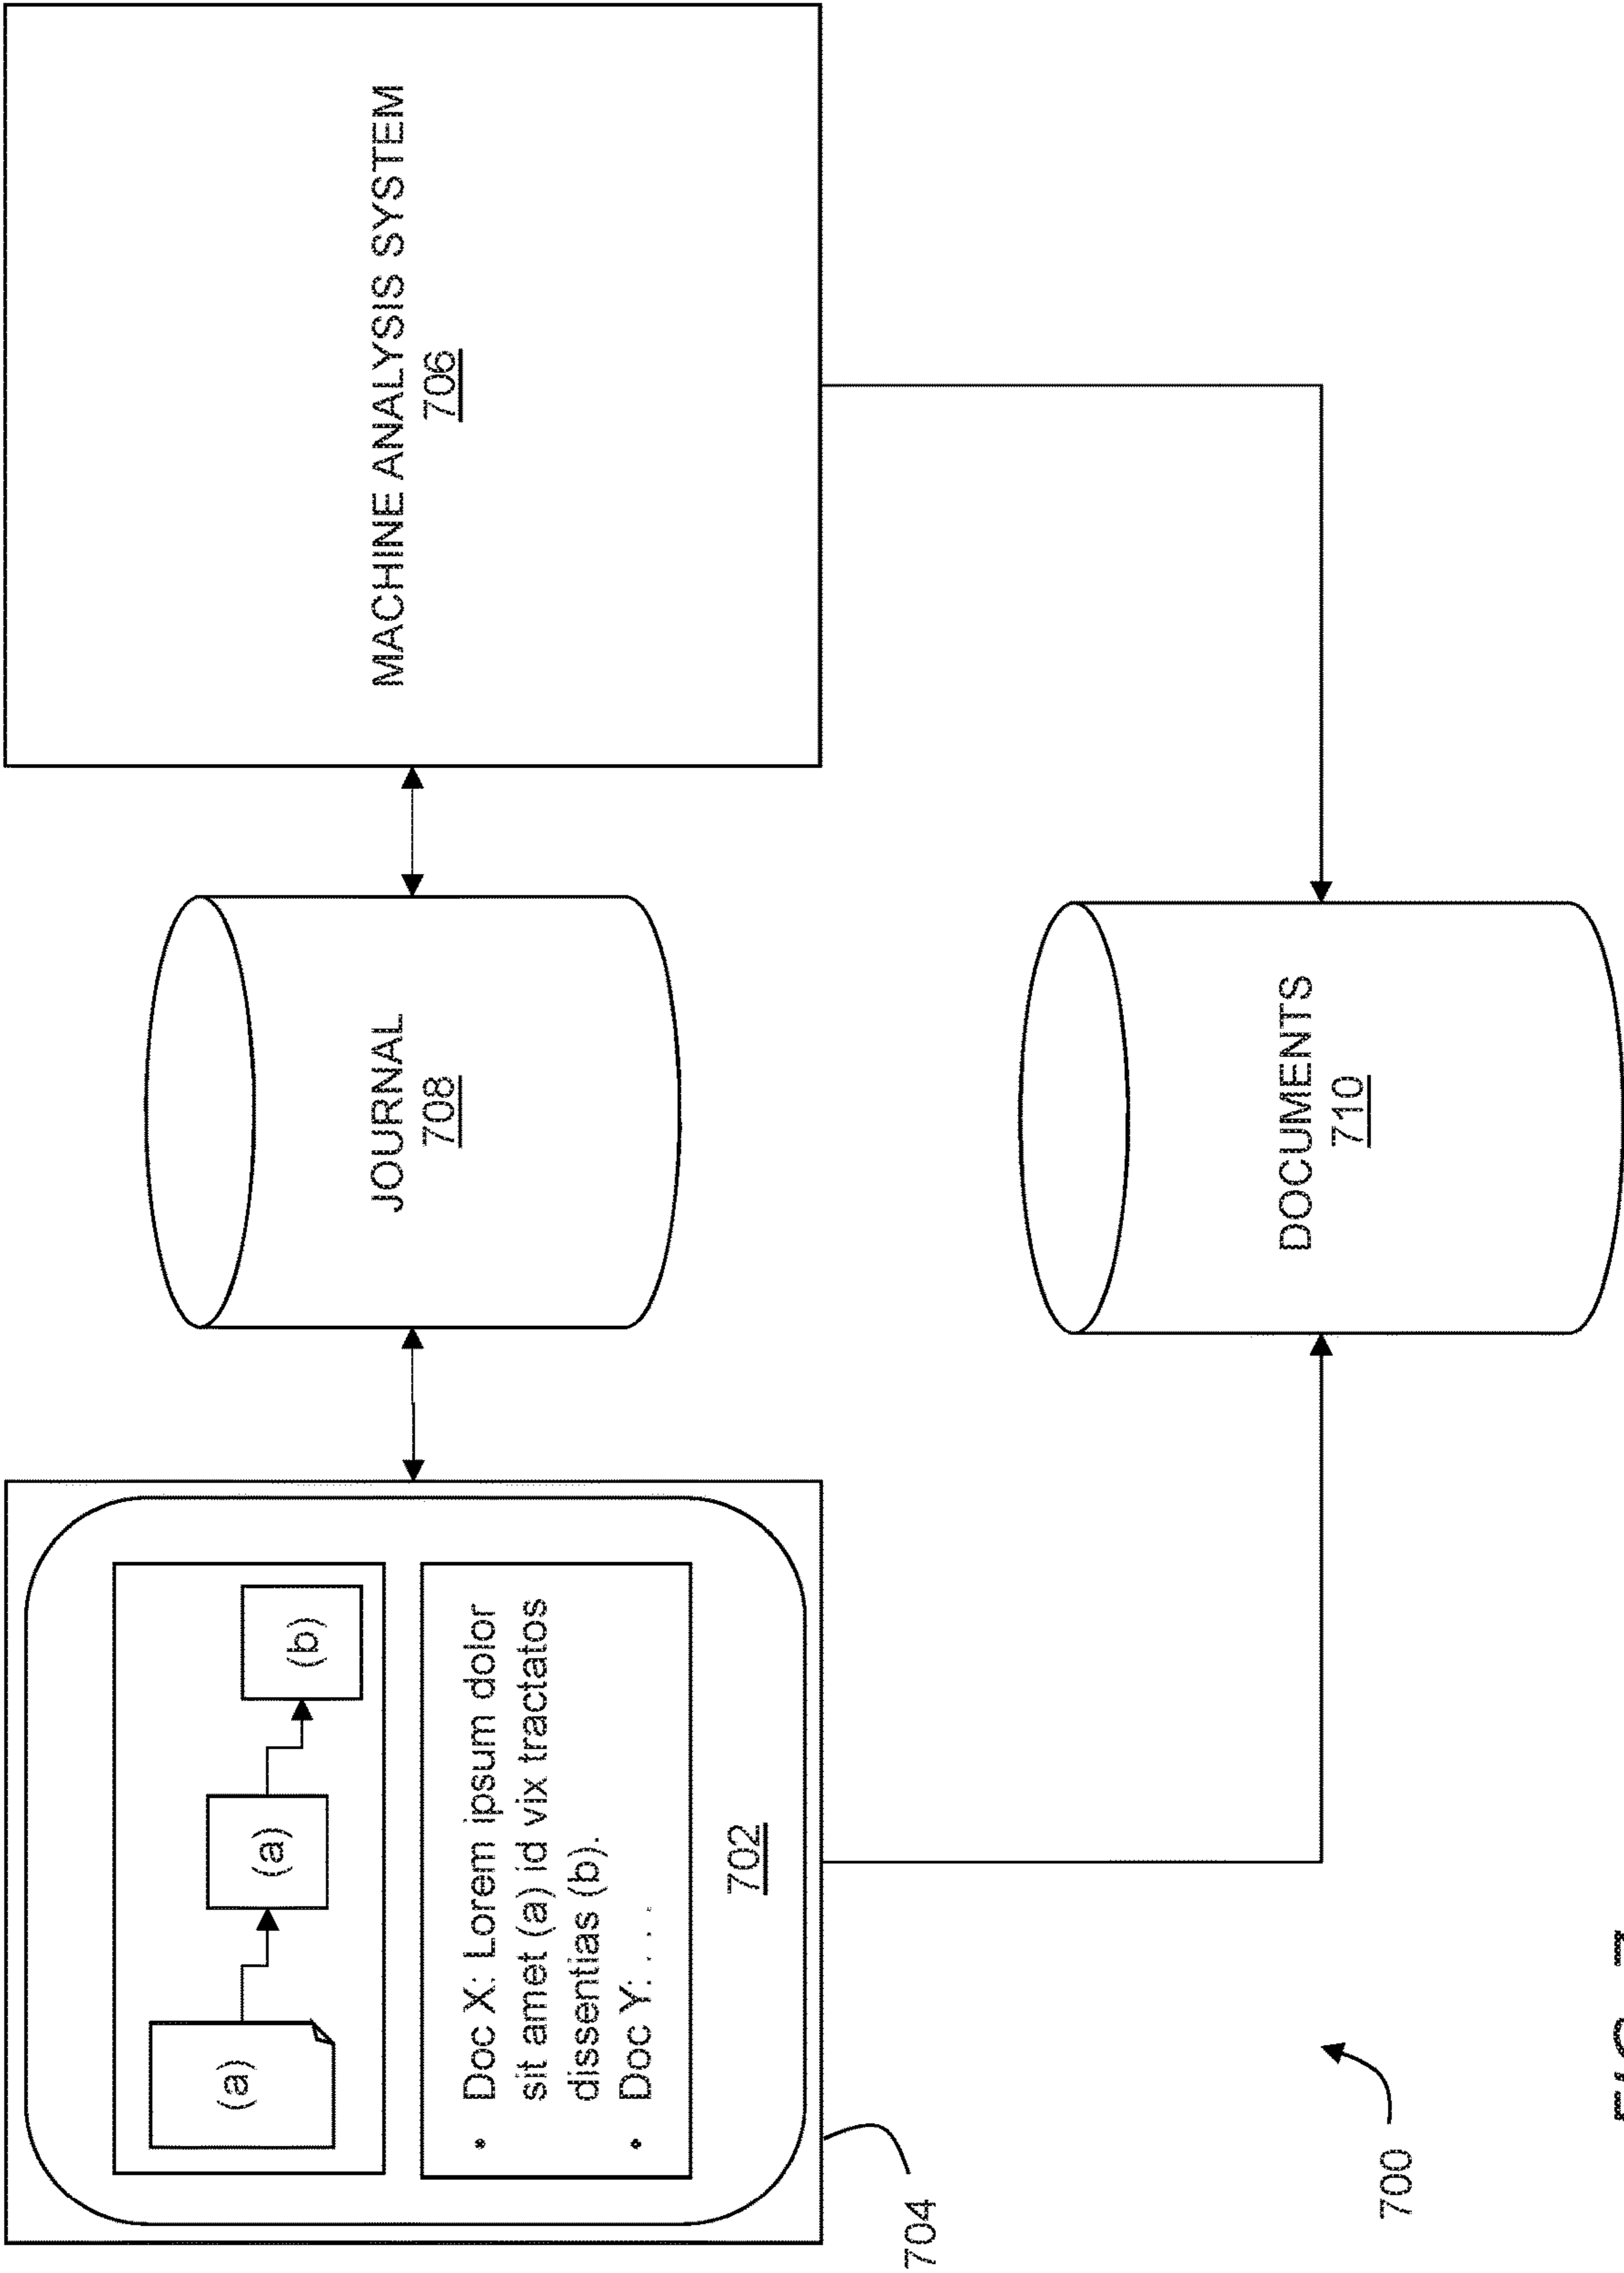 (a)
(a)
(b)
Doc X: Lorem ipsum dolor
sit amet (a) id vix tractatos
dissentias (b).
Doc Y: . . .
702
704
JOURNAL
708
MACHINE ANALYSIS SYSTEM
706
DOCUMENTS
710
700